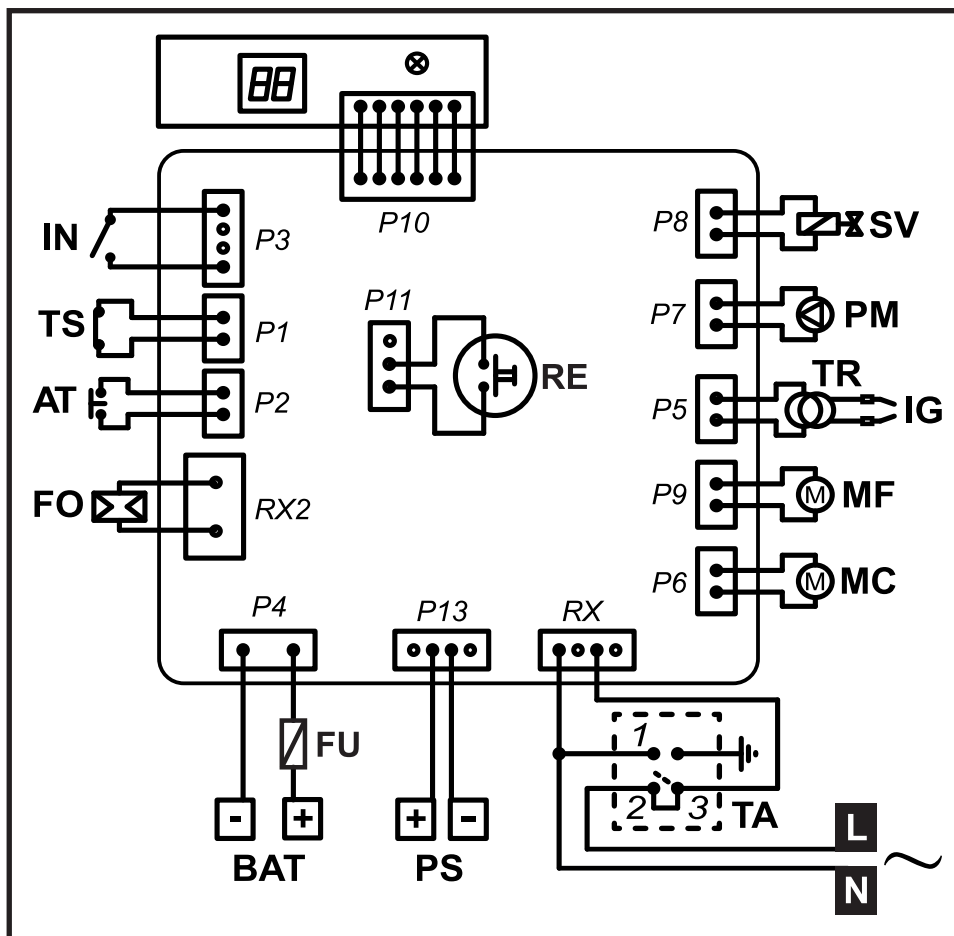 88
P10
IN
P3
P8
SV
TS
P1
P11
P7
PM
AT
P2
RE
TR
P5
IG
FO
RX2
P9
M
MF
P6
M
MC
P4
P13
RX
FU
1
2
3
TA
-
+
+
-
BAT
PS
L
N
~